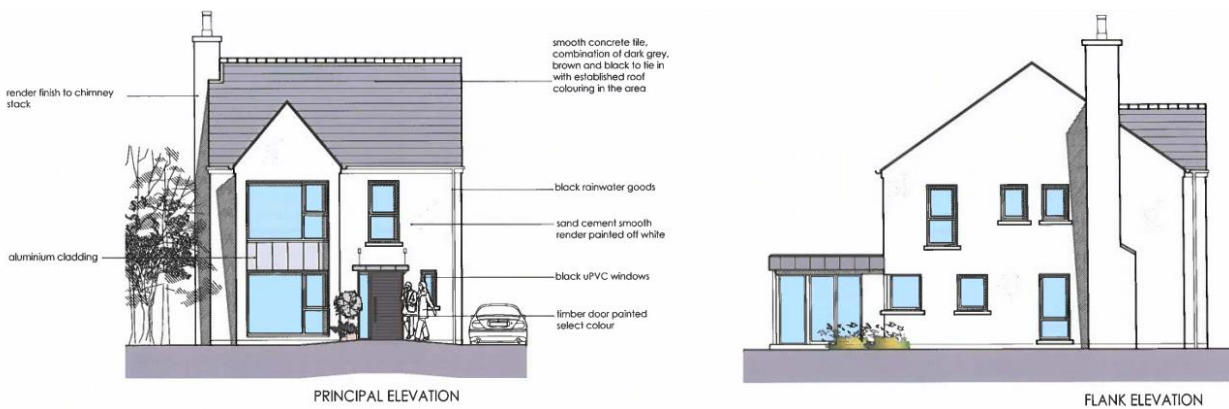 smooth concrete tile,
combination of dark grey,
brown and black to tie in
with established roof
colouring in the area
render finish to chimney
stack
black rainwater goods
sand cement smooth
render painted off white
aluminium cladding
black uPVC windows
timber door painted
select colour
PRINCIPAL ELEVATION
FLANK ELEVATION